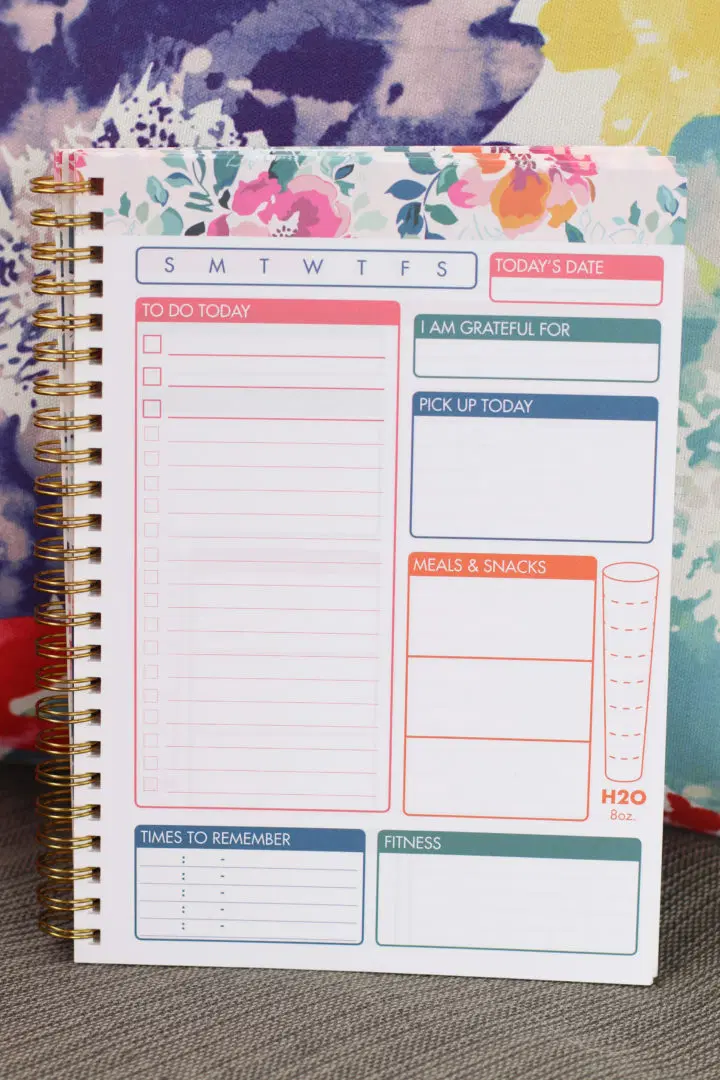 S M T W T F S
TODAY'S DATE
TO DO TODAY
I AM GRATEFUL FOR
PICK UP TODAY
MEALS & SNACKS
H2O
8oz.
TIMES TO REMEMBER
: -
: -
: -
: -
: -
FITNESS